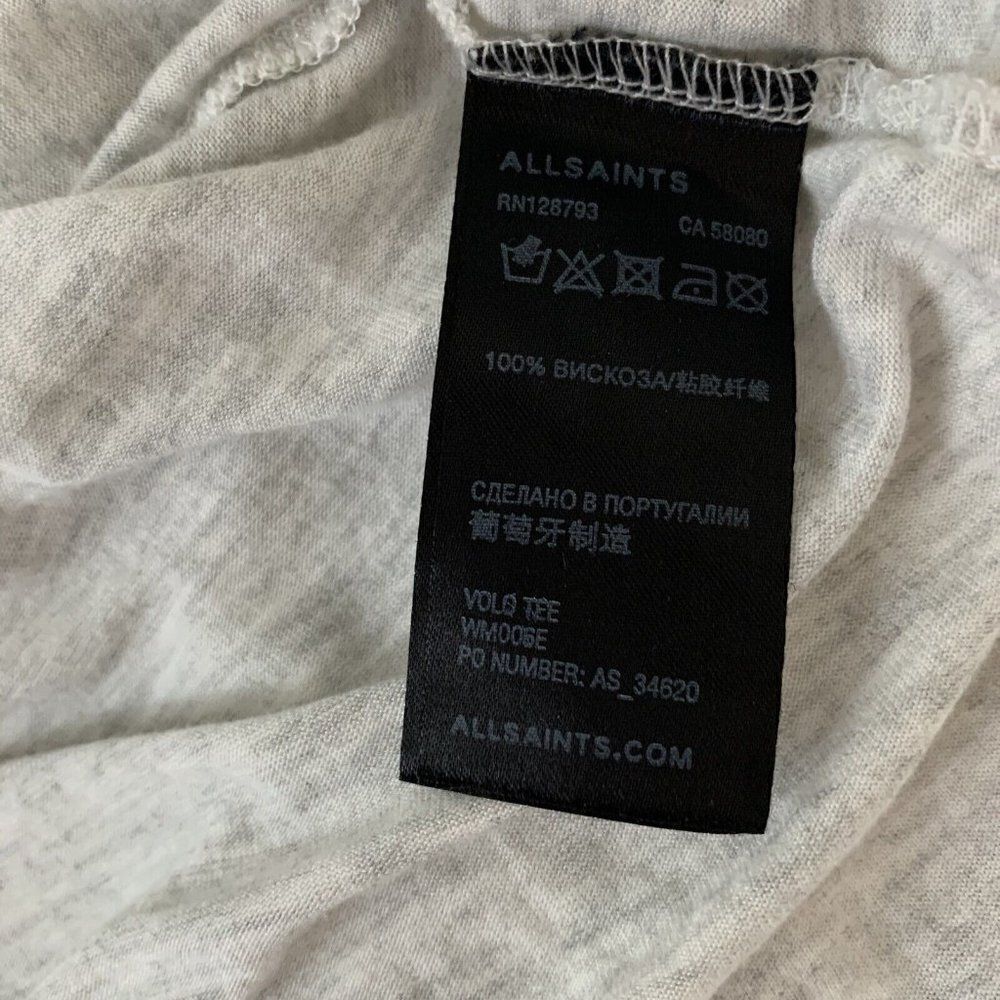 ALLSAINTS
RN128793 CA 58080
100% ВИСКОЗА/粘胶纤维
СДЕЛАНО В ПОРТУГАЛИИ
葡萄牙制造
VOLO TEE
WM006E
PO NUMBER: AS_34620
ALLSAINTS.COM